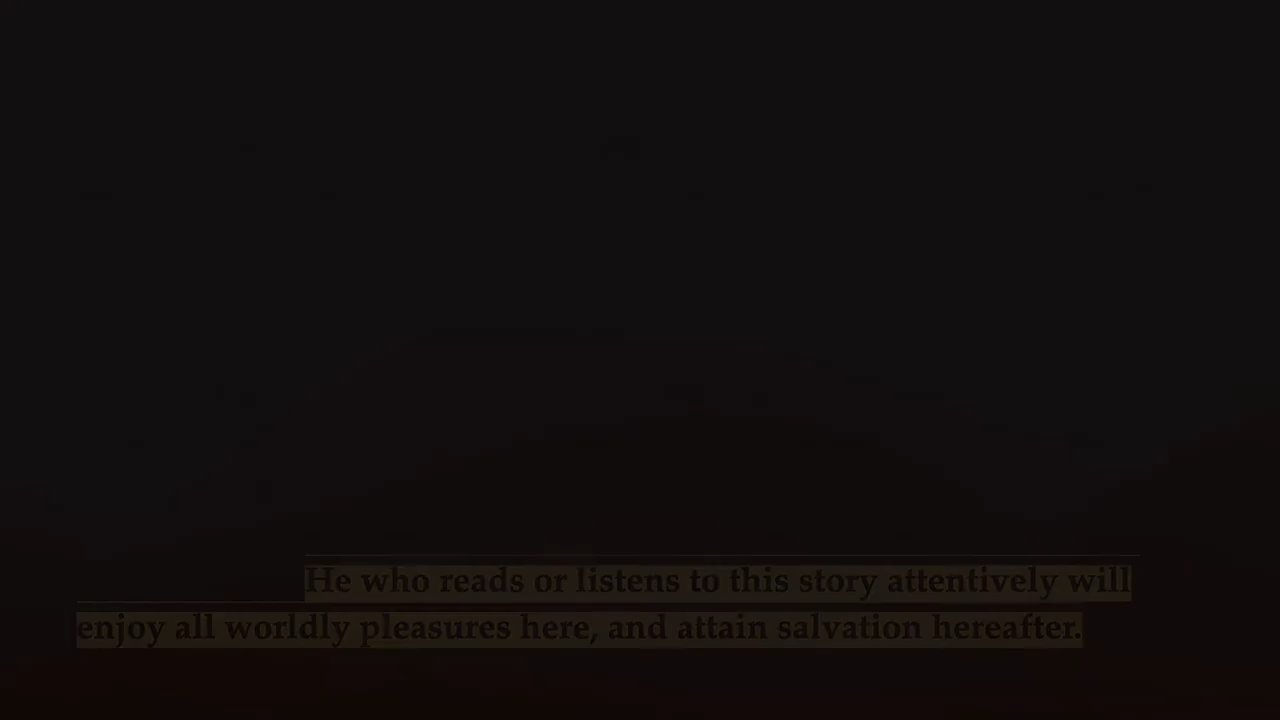 He who reads or listens to this story attentively will
enjoy all worldly pleasures here, and attain salvation hereafter.